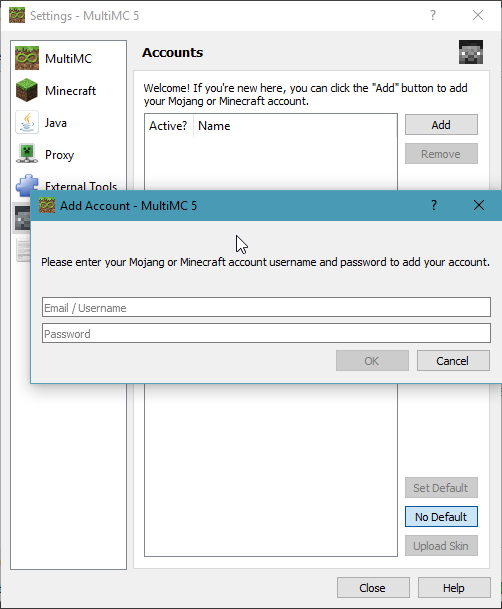 Settings - MultiMC 5
MultiMC
Minecraft
Java
Proxy
External Tools
Accounts
Welcome! If you're new here, you can click the "Add" button to add
your Mojang or Minecraft account.
Active? Name
Add
Remove
Add Account - MultiMC 5
Please enter your Mojang or Minecraft account username and password to add your account.
Email / Username
Password
OK
Cancel
Set Default
No Default
Upload Skin
Close
Help